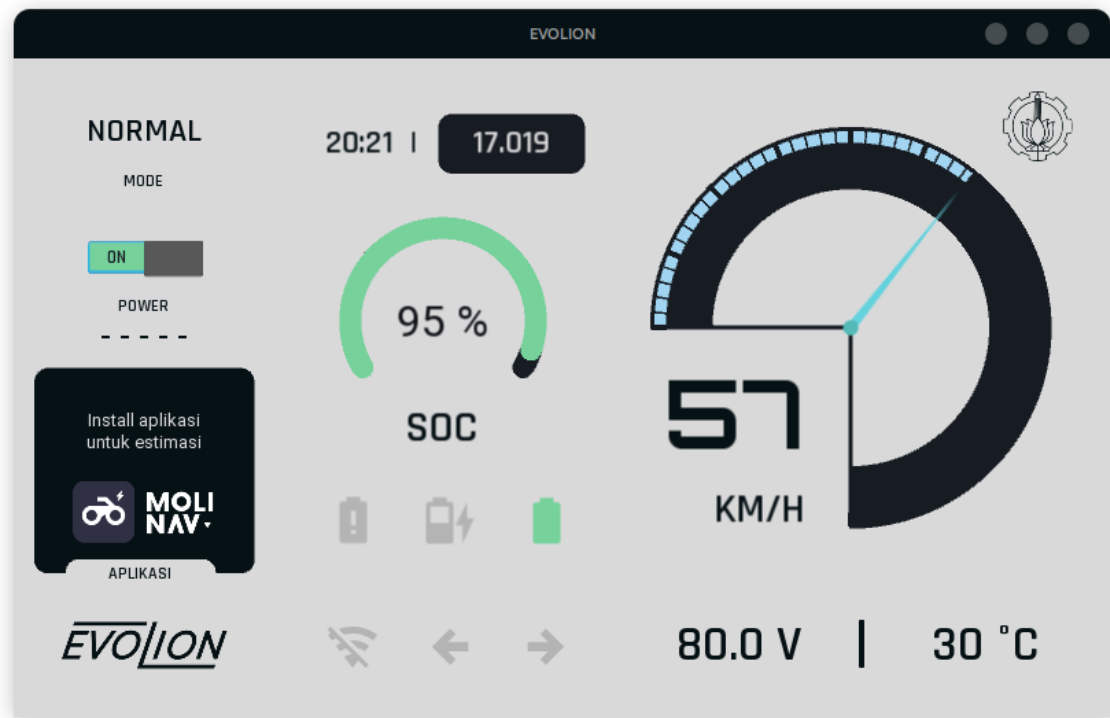 EVOLION
NORMAL
MODE
ON
POWER
- - - - -
Install aplikasi
untuk estimasi
MOLI
NAV
APLIKASI
EVOLION
20:21 | 17.019
95 %
SOC
57
KM/H
80.0 V | 30 °C